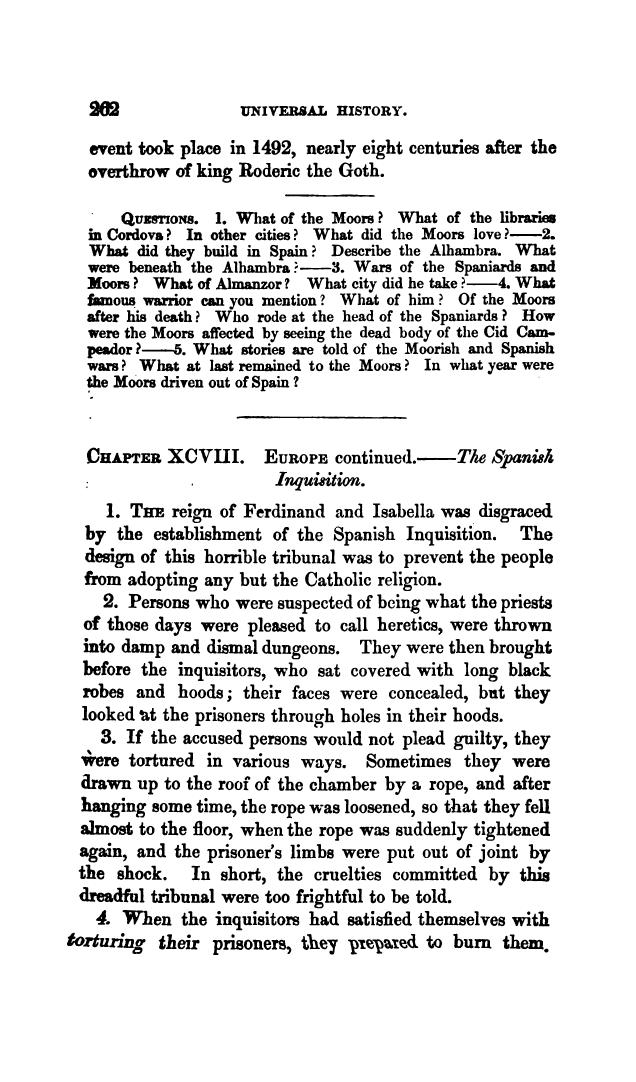 262 UNIVERSAL HISTORY.
event took place in 1492, nearly eight centuries after the
overthrow of king Roderic the Goth.
QUESTIONS. 1. What of the Moors? What of the libraries
in Cordova? In other cities? What did the Moors love?——2.
What did they build in Spain? Describe the Alhambra. What
were beneath the Alhambra?——3. Wars of the Spaniards and
Moors? What of Almanzor? What city did he take?——4. What
famous warrior can you mention? What of him? Of the Moors
after his death? Who rode at the head of the Spaniards? How
were the Moors affected by seeing the dead body of the Cid Cam-
peador?——5. What stories are told of the Moorish and Spanish
wars? What at last remained to the Moors? In what year were
the Moors driven out of Spain?
CHAPTER XCVIII. EUROPE continued.——The Spanish
Inquisition.
1. THE reign of Ferdinand and Isabella was disgraced
by the establishment of the Spanish Inquisition. The
design of this horrible tribunal was to prevent the people
from adopting any but the Catholic religion.
2. Persons who were suspected of being what the priests
of those days were pleased to call heretics, were thrown
into damp and dismal dungeons. They were then brought
before the inquisitors, who sat covered with long black
robes and hoods; their faces were concealed, but they
looked at the prisoners through holes in their hoods.
3. If the accused persons would not plead guilty, they
were tortured in various ways. Sometimes they were
drawn up to the roof of the chamber by a rope, and after
hanging some time, the rope was loosened, so that they fell
almost to the floor, when the rope was suddenly tightened
again, and the prisoner's limbs were put out of joint by
the shock. In short, the cruelties committed by this
dreadful tribunal were too frightful to be told.
4. When the inquisitors had satisfied themselves with
torturing their prisoners, they prepared to burn them.